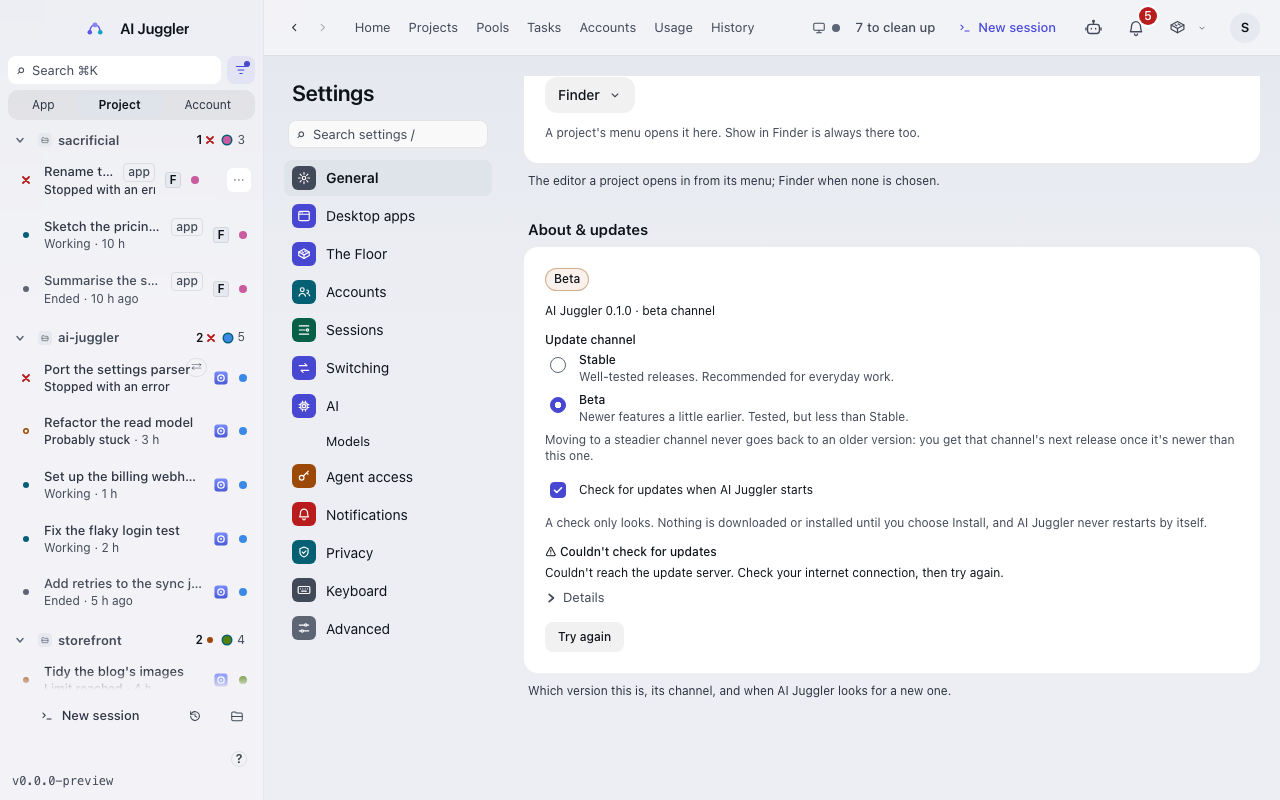 AI Juggler
Search ⌘K
App Project Account
sacrificial 1 3
Rename t... app F
Stopped with an err
Sketch the pricin... app F
Working · 10 h
Summarise the s... app F
Ended · 10 h ago
ai-juggler 2 5
Port the settings parser
Stopped with an error
Refactor the read model
Probably stuck · 3 h
Set up the billing webh...
Working · 1 h
Fix the flaky login test
Working · 2 h
Add retries to the sync j...
Ended · 5 h ago
storefront 2 4
Tidy the blog's images
New session
?
v0.0.0-preview
Home Projects Pools Tasks Accounts Usage History
7 to clean up
New session
5
S
Settings
Search settings /
General
Desktop apps
The Floor
Accounts
Sessions
Switching
AI
Models
Agent access
Notifications
Privacy
Keyboard
Advanced
Finder
A project's menu opens it here. Show in Finder is always there too.
The editor a project opens in from its menu; Finder when none is chosen.
About & updates
Beta
AI Juggler 0.1.0 · beta channel
Update channel
Stable
Well-tested releases. Recommended for everyday work.
Beta
Newer features a little earlier. Tested, but less than Stable.
Moving to a steadier channel never goes back to an older version: you get that channel's next release once it's newer than
this one.
Check for updates when AI Juggler starts
A check only looks. Nothing is downloaded or installed until you choose Install, and AI Juggler never restarts by itself.
Couldn't check for updates
Couldn't reach the update server. Check your internet connection, then try again.
Details
Try again
Which version this is, its channel, and when AI Juggler looks for a new one.